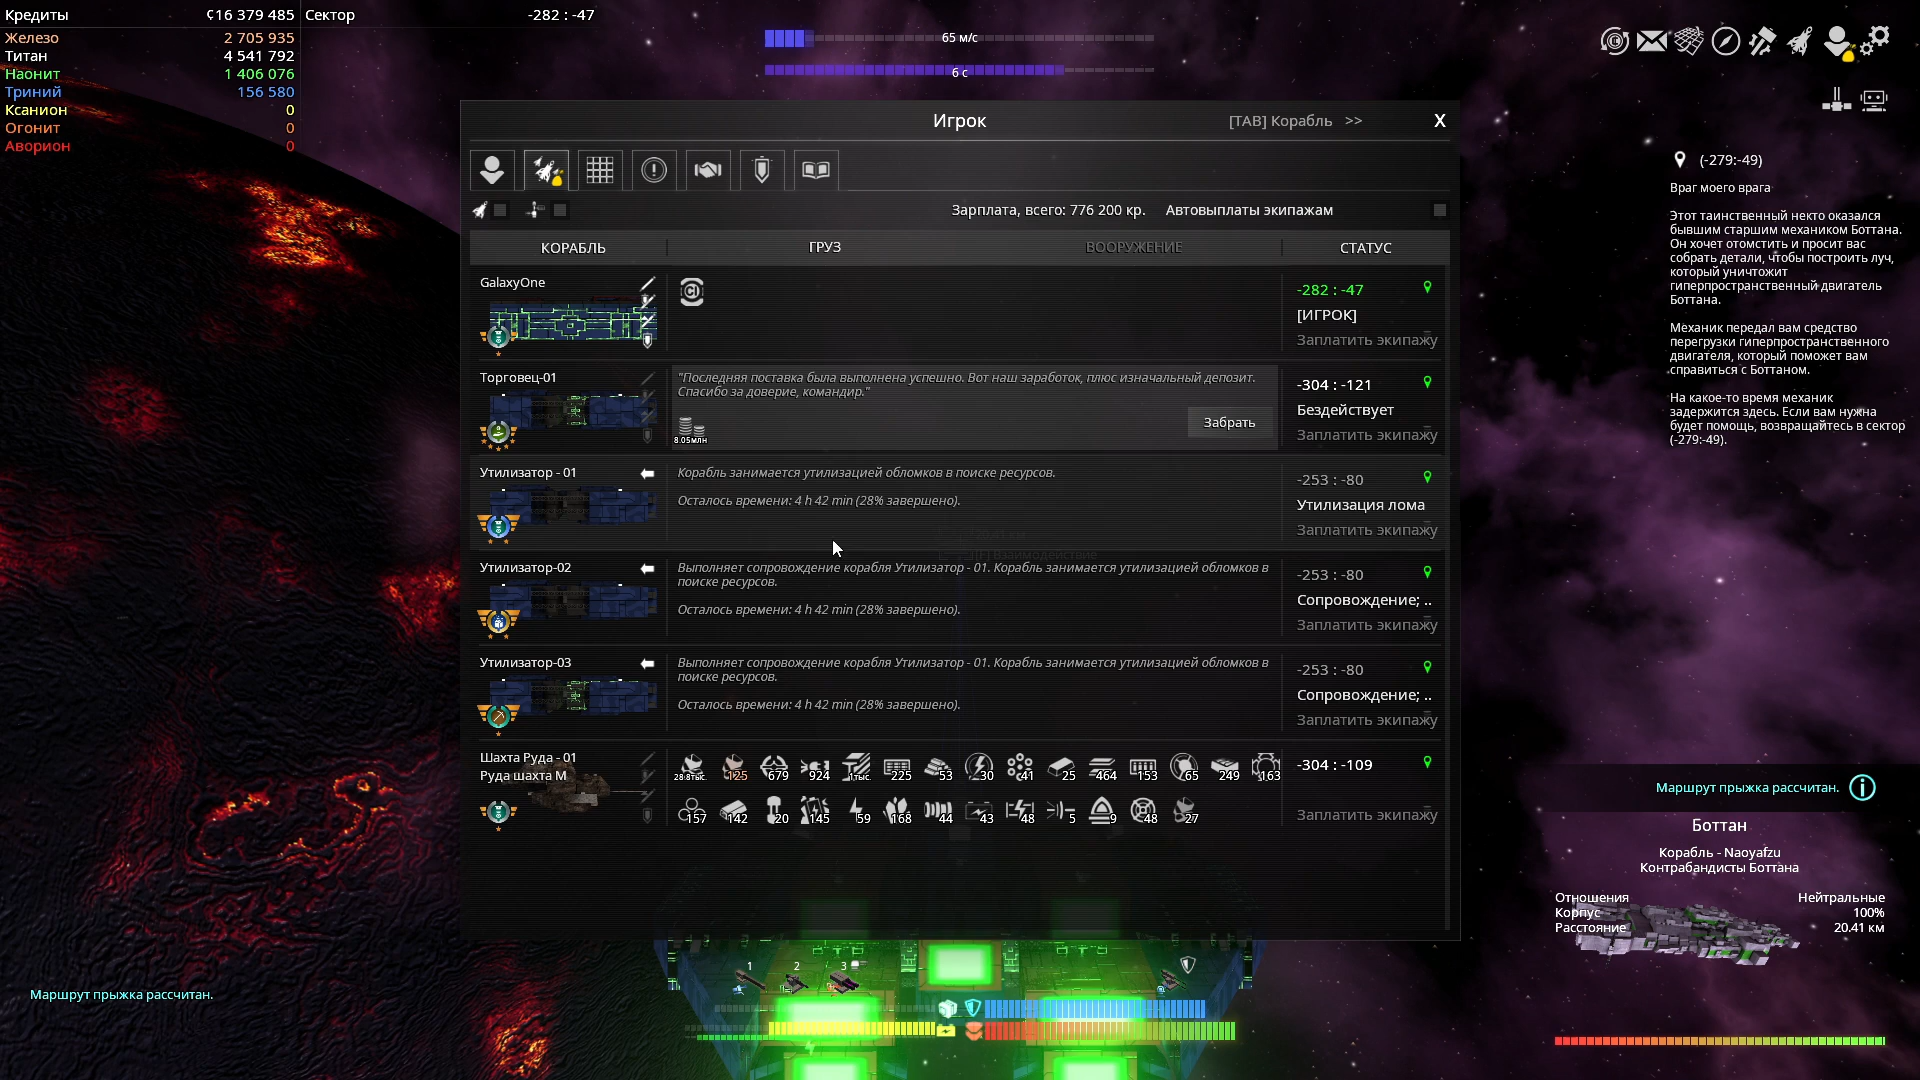 Кредиты ¢16 379 485 Сектор -282 : -47
Железо 2 705 935
Титан 4 541 792
Наонит 1 406 076
Триний 156 580
Ксанион 0
Огонит 0
Аворион 0
65 м/с
6 с
Игрок
[TAB] Корабль >>
X
Зарплата, всего: 776 200 кр. Автовыплаты экипажам
КОРАБЛЬ ГРУЗ ВООРУЖЕНИЕ СТАТУС
GalaxyOne
-282 : -47
[ИГРОК]
Заплатить экипажу
Торговец-01
"Последняя поставка была выполнена успешно. Вот наш заработок, плюс изначальный депозит.
Спасибо за доверие, командир."
8.05млн
Забрать
-304 : -121
Бездействует
Заплатить экипажу
Утилизатор - 01
Корабль занимается утилизацией обломков в поиске ресурсов.
Осталось времени: 4 h 42 min (28% завершено).
-253 : -80
Утилизация лома
Заплатить экипажу
[F] Взаимодействие
Утилизатор-02
Выполняет сопровождение корабля Утилизатор - 01. Корабль занимается утилизацией обломков в
поиске ресурсов.
Осталось времени: 4 h 42 min (28% завершено).
-253 : -80
Сопровождение; ..
Заплатить экипажу
Утилизатор-03
Выполняет сопровождение корабля Утилизатор - 01. Корабль занимается утилизацией обломков в
поиске ресурсов.
Осталось времени: 4 h 42 min (28% завершено).
-253 : -80
Сопровождение; ..
Заплатить экипажу
Шахта Руда - 01
Руда шахта М
28.8тыс. 125 679 924 1тыс. 225 53 30 41 25 464 153 65 249 163
157 142 20 145 59 168 44 43 48 5 9 48 27
-304 : -109
Заплатить экипажу
(-279:-49)
Враг моего врага
Этот таинственный некто оказался
бывшим старшим механиком Боттана.
Он хочет отомстить и просит вас
собрать детали, чтобы построить луч,
который уничтожит
гиперпространственный двигатель
Боттана.
Механик передал вам средство
перегрузки гиперпространственного
двигателя, который поможет вам
справиться с Боттаном.
На какое-то время механик
задержится здесь. Если вам нужна
будет помощь, возвращайтесь в сектор
(-279:-49).
Маршрут прыжка рассчитан.
Боттан
Корабль - Naoyafzu
Контрабандисты Боттана
Отношения Нейтральные
Корпус 100%
Расстояние 20.41 км
1 2 3
Маршрут прыжка рассчитан.